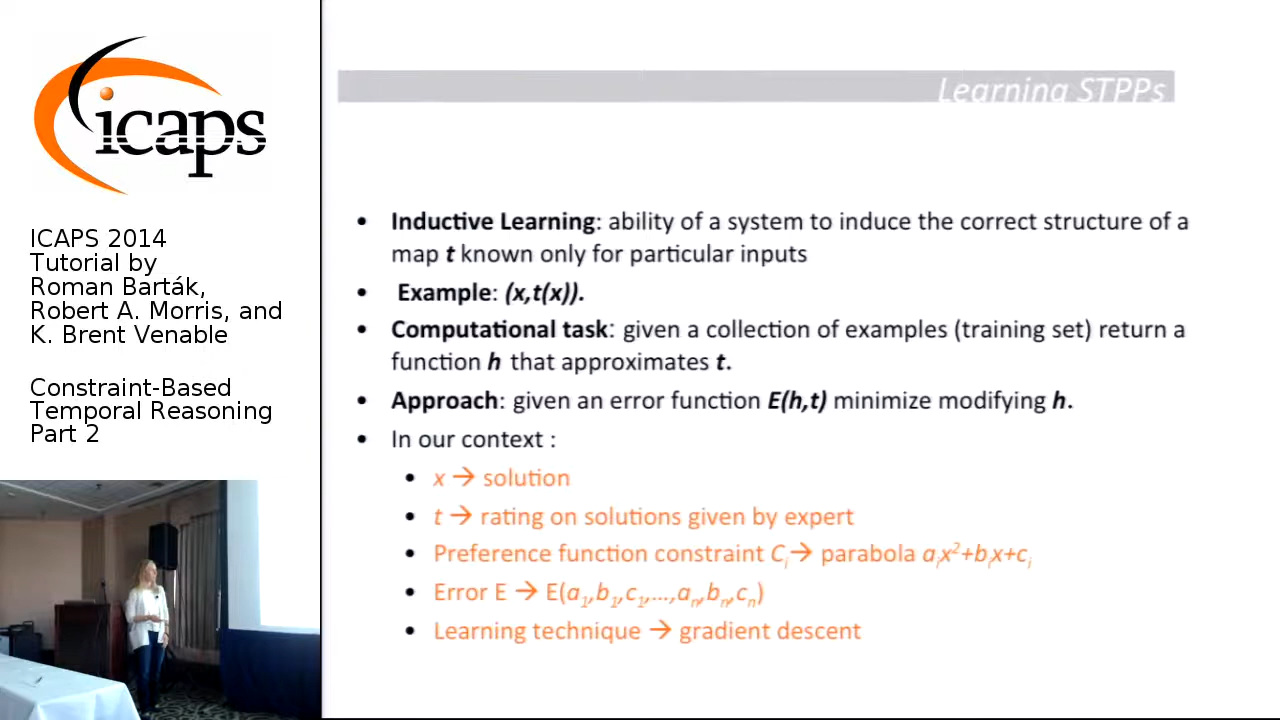 icaps
ICAPS 2014
Tutorial by
Roman Barták,
Robert A. Morris, and
K. Brent Venable
Constraint-Based
Temporal Reasoning
Part 2
Learning STPPs
• Inductive Learning: ability of a system to induce the correct structure of a
map t known only for particular inputs
• Example: (x,t(x)).
• Computational task: given a collection of examples (training set) return a
function h that approximates t.
• Approach: given an error function E(h,t) minimize modifying h.
• In our context :
• x → solution
• t → rating on solutions given by expert
• Preference function constraint Cᵢ→ parabola aᵢx²+bᵢx+cᵢ
• Error E → E(a₁,b₁,c₁,...,aₙ,bₙ,cₙ)
• Learning technique → gradient descent